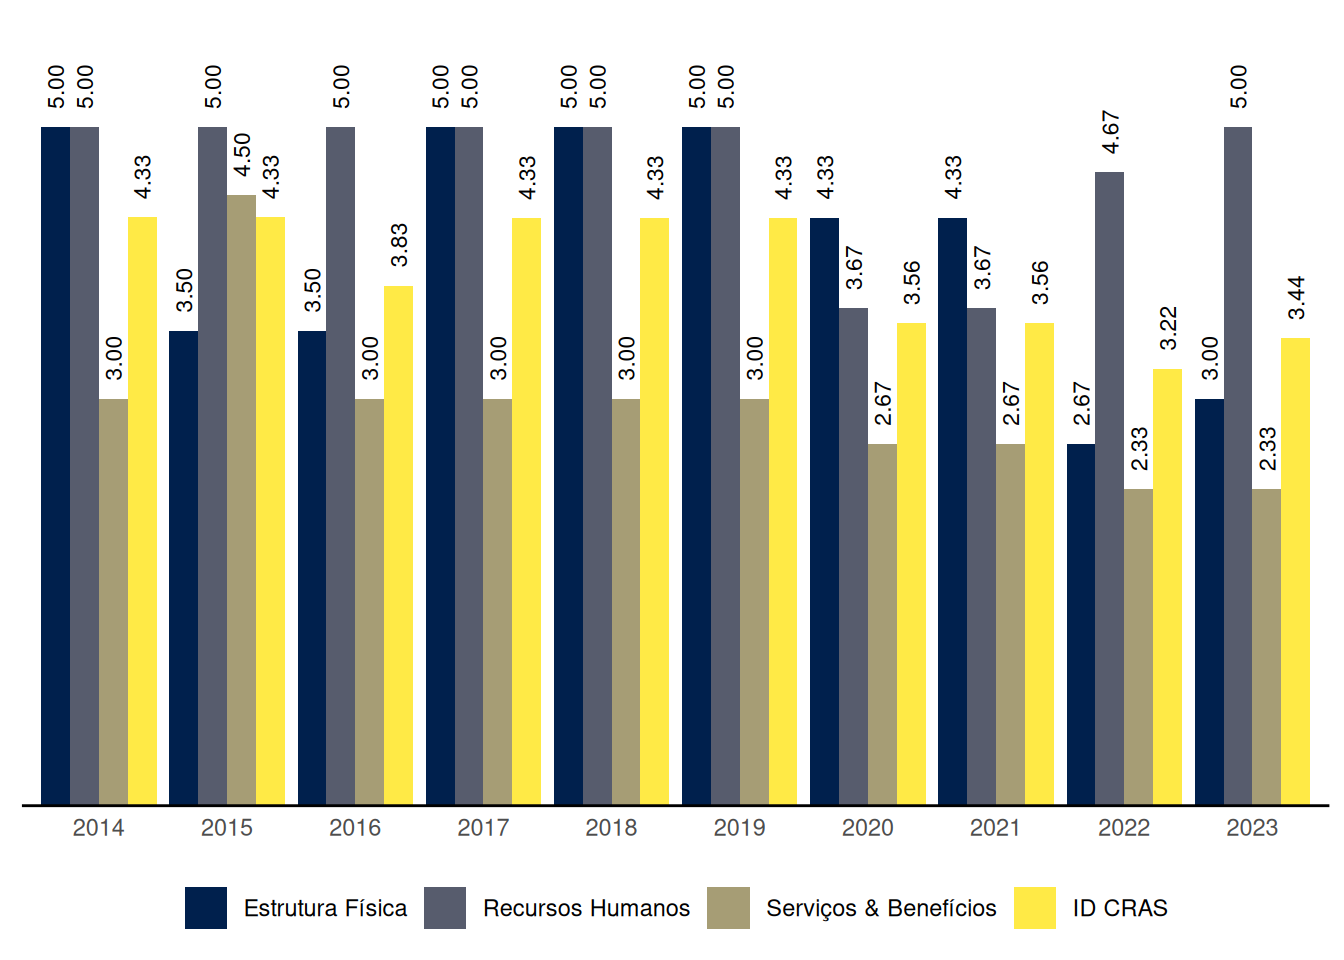 5.00 5.00 3.00 4.33 3.50 5.00 4.50 4.33 3.50 5.00 3.00 3.83 5.00 5.00 3.00 4.33 5.00 5.00 3.00 4.33 5.00 5.00 3.00 4.33 4.33 3.67 2.67 3.56 4.33 3.67 2.67 3.56 2.67 4.67 2.33 3.22 3.00 5.00 2.33 3.44
2014 2015 2016 2017 2018 2019 2020 2021 2022 2023
Estrutura Física Recursos Humanos Serviços & Benefícios ID CRAS